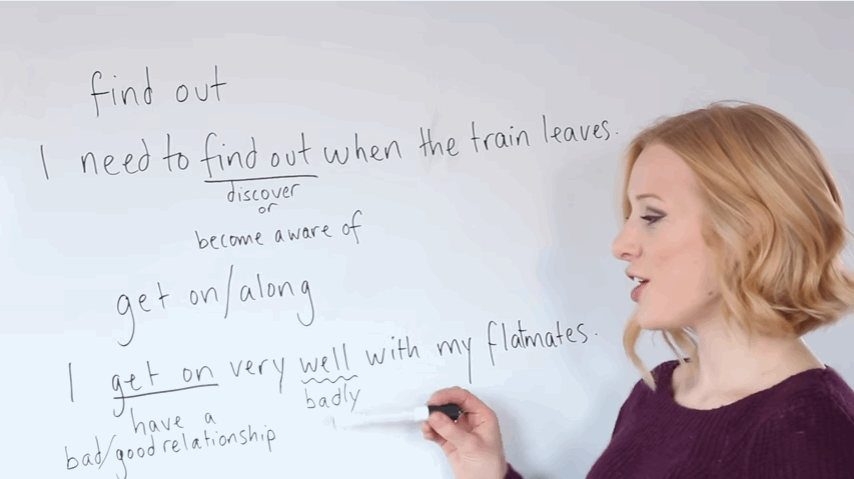 find out
I need to find out when the train leaves.
discover
or
become aware of
get on/along
I get on very well with my flatmates.
badly
have a
bad/good relationship